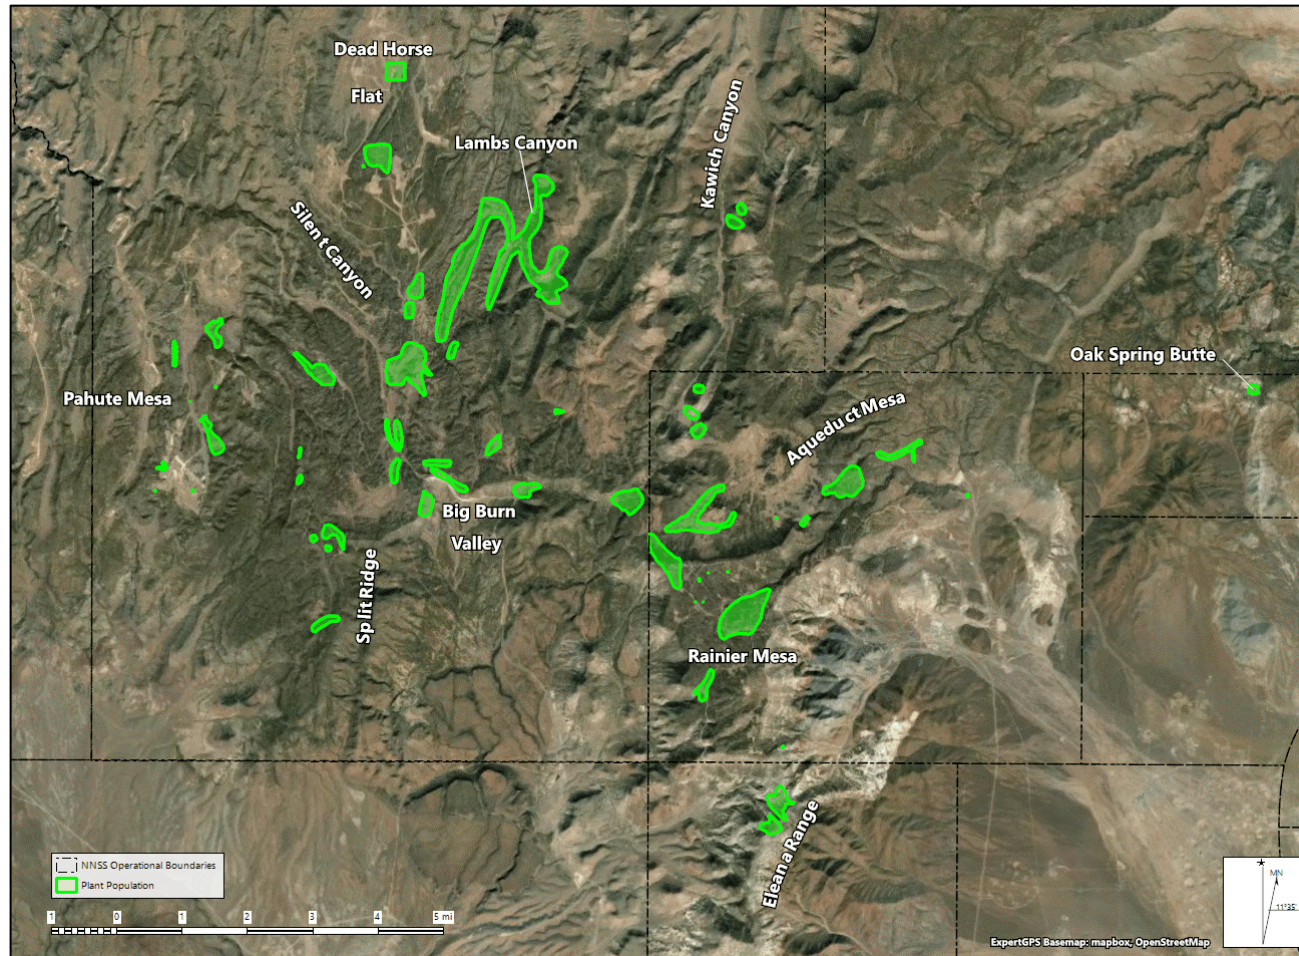 Dead Horse
Flat
Lambs Canyon
Kawich Canyon
Silent Canyon
Oak Spring Butte
Pahute Mesa
Aqueduct Mesa
Big Burn
Valley
Split Ridge
Rainier Mesa
Eleana Range
NNSS Operational Boundaries
Plant Population
1 0 1 2 3 4 5 mi
MN
11°35'
ExpertGPS Basemap: mapbox, OpenStreetMap